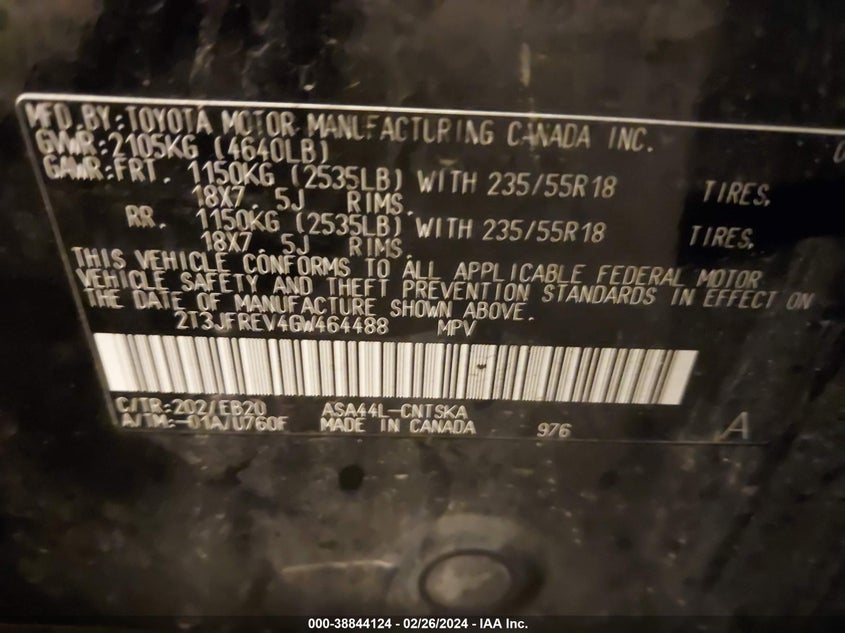 MFD.BY:TOYOTA MOTOR MANUFACTURING CANADA INC.
GVWR:2105KG (4640LB)
GAWR:FRT. 1150KG (2535LB) WITH 235/55R18 TIRES,
18X7.5J RIMS.
RR. 1150KG (2535LB) WITH 235/55R18 TIRES,
18X7.5J RIMS.
THIS VEHICLE CONFORMS TO ALL APPLICABLE FEDERAL MOTOR
VEHICLE SAFETY AND THEFT PREVENTION STANDARDS IN EFFECT ON
THE DATE OF MANUFACTURE SHOWN ABOVE.
2T3JFREV4GW464488 MPV
C/TR:202/EB20 ASA44L-CNTSKA
A/TM:-01A/U760F MADE IN CANADA 976 A
000-38844124 - 02/26/2024 - IAA Inc.